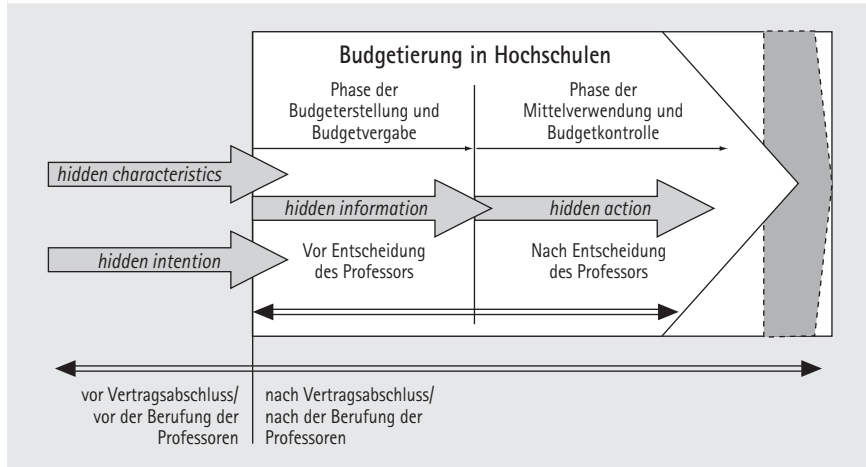 Budgetierung in Hochschulen
Phase der
Budgeterstellung und
Budgetvergabe
Phase der
Mittelverwendung und
Budgetkontrolle
hidden characteristics
hidden information
hidden action
hidden intention
Vor Entscheidung
des Professors
Nach Entscheidung
des Professors
vor Vertragsabschluss/
vor der Berufung der
Professoren
nach Vertragsabschluss/
nach der Berufung der
Professoren